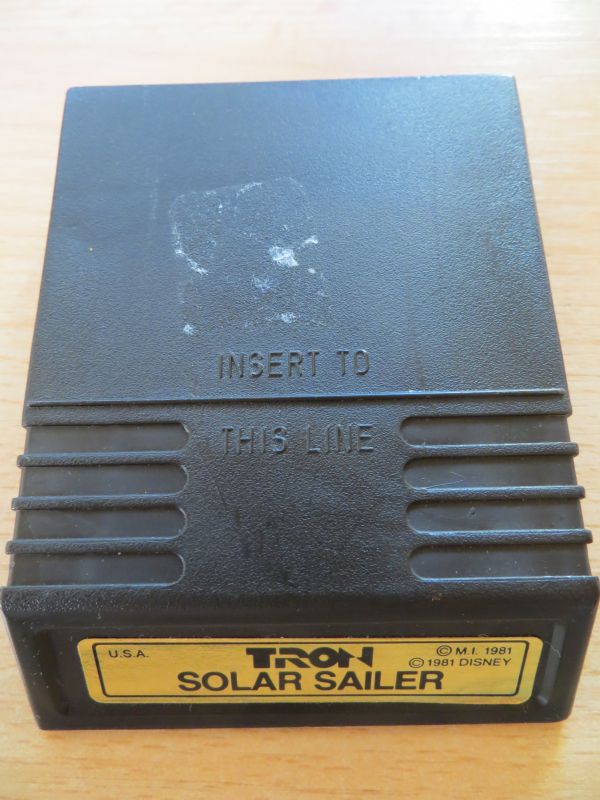 INSERT TO
THIS LINE
U.S.A.
TRON
© M.I. 1981
© 1981 DISNEY
SOLAR SAILER